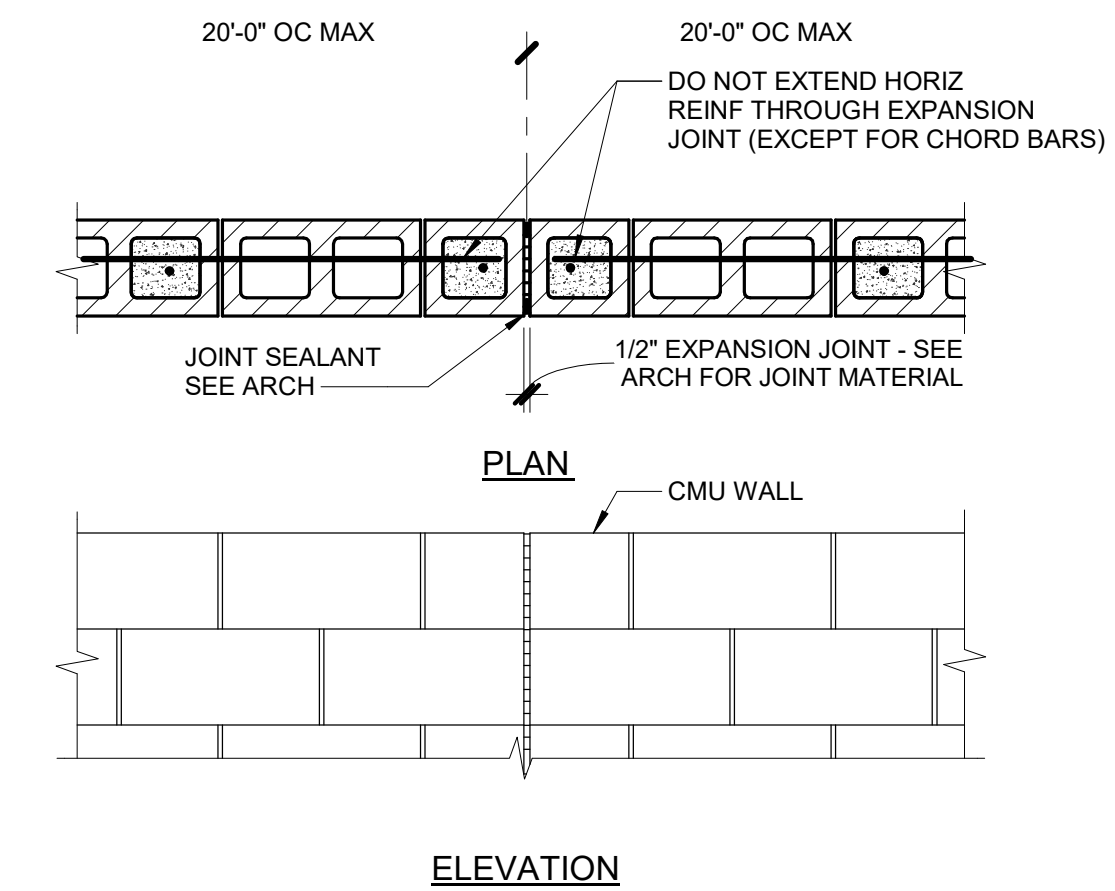 20'-0" OC MAX
20'-0" OC MAX
DO NOT EXTEND HORIZ
REINF THROUGH EXPANSION
JOINT (EXCEPT FOR CHORD BARS)
JOINT SEALANT
SEE ARCH
1/2" EXPANSION JOINT - SEE
ARCH FOR JOINT MATERIAL
PLAN
CMU WALL
ELEVATION